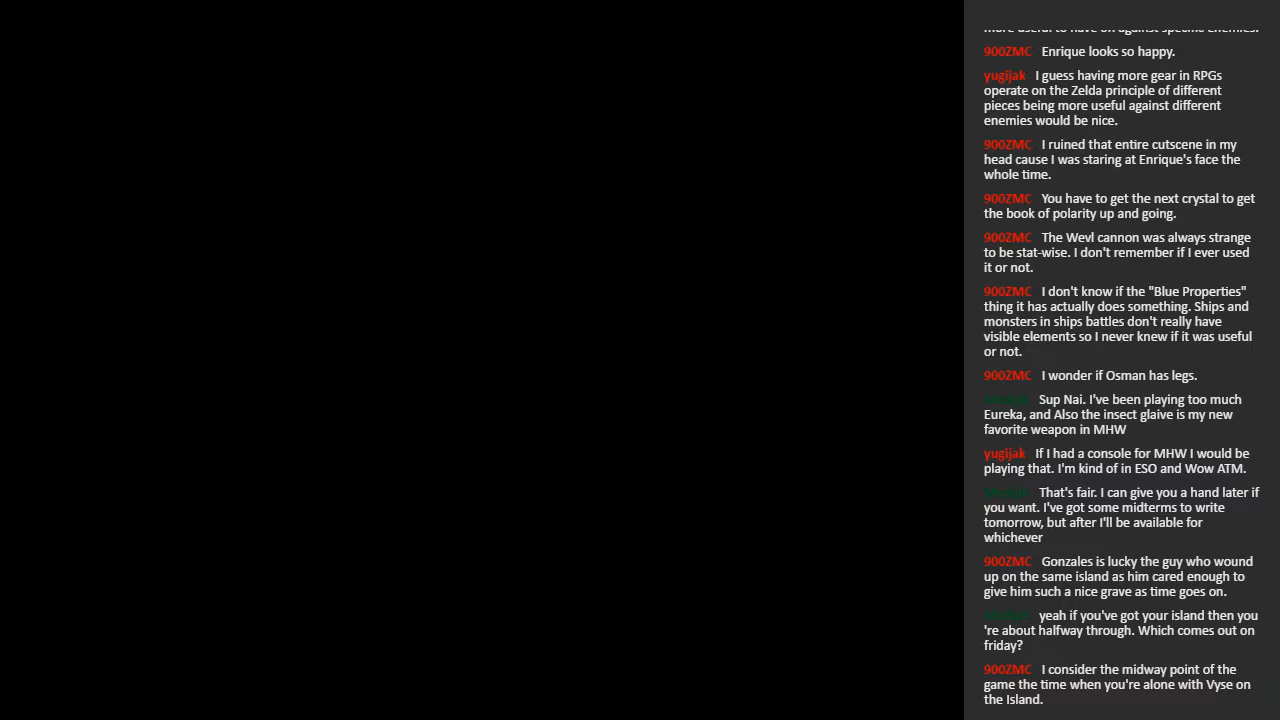 900ZMC Enrique looks so happy.
yugijak I guess having more gear in RPGs
operate on the Zelda principle of different
pieces being more useful against different
enemies would be nice.
900ZMC I ruined that entire cutscene in my
head cause I was staring at Enrique's face the
whole time.
900ZMC You have to get the next crystal to get
the book of polarity up and going.
900ZMC The Wevl cannon was always strange
to be stat-wise. I don't remember if I ever used
it or not.
900ZMC I don't know if the "Blue Properties"
thing it has actually does something. Ships and
monsters in ships battles don't really have
visible elements so I never knew if it was useful
or not.
900ZMC I wonder if Osman has legs.
Sup Nai. I've been playing too much
Eureka, and Also the insect glaive is my new
favorite weapon in MHW
yugijak If I had a console for MHW I would be
playing that. I'm kind of in ESO and Wow ATM.
That's fair. I can give you a hand later if
you want. I've got some midterms to write
tomorrow, but after I'll be available for
whichever
900ZMC Gonzales is lucky the guy who wound
up on the same island as him cared enough to
give him such a nice grave as time goes on.
yeah if you've got your island then you
're about halfway through. Which comes out on
friday?
900ZMC I consider the midway point of the
game the time when you're alone with Vyse on
the Island.